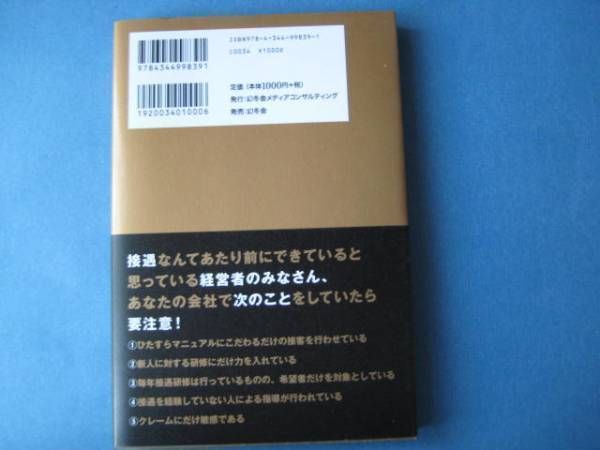 ISBN978-4-344-99839-1
C0034 ¥1000E
9784344998391
1920034010006
定価(本体1000円+税)
発行:幻冬舎メディアコンサルティング
発売:幻冬舎
接遇なんてあたり前にできていると
思っている経営者のみなさん、
あなたの会社で次のことをしていたら
要注意!
①ひたすらマニュアルにこだわるだけの接客を行わせている
②新人に対する研修にだけ力を入れている
③毎年接遇研修は行っているものの、希望者だけを対象としている
④接遇を経験していない人による指導が行われている
⑤クレームにだけ敏感である